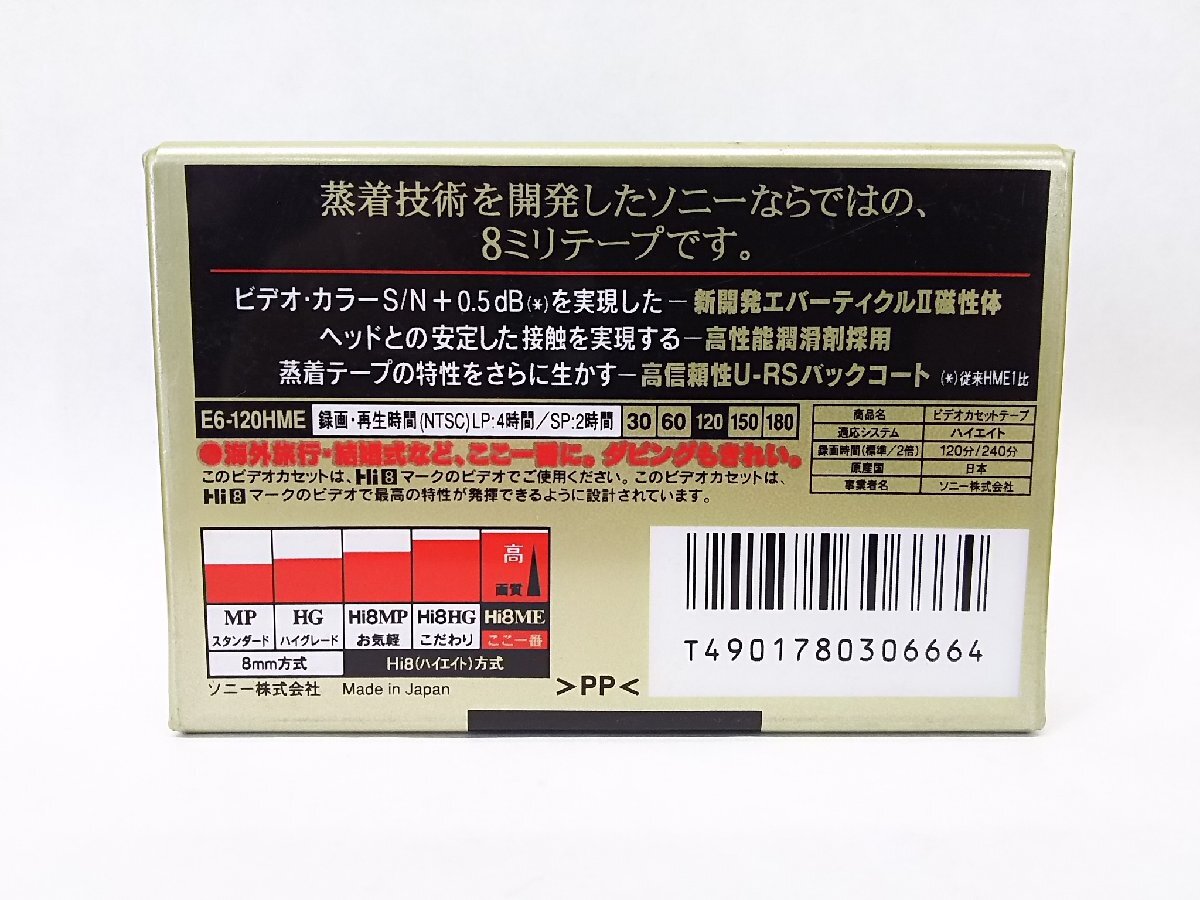 蒸着技術を開発したソニーならではの、
8ミリテープです。
ビデオ・カラーS/N+0.5dB(*)を実現した－新開発エバーティクルⅡ磁性体
ヘッドとの安定した接触を実現する－高性能潤滑剤採用
蒸着テープの特性をさらに生かす－高信頼性U-RSバックコート (*)従来HME1比
E6-120HME 録画・再生時間(NTSC)LP:4時間/SP:2時間 30 60 120 150 180
●海外旅行・結婚式など、ここ一番に。ダビングもきれい。
このビデオカセットは、Hi8マークのビデオでご使用ください。このビデオカセットは、
Hi8マークのビデオで最高の特性が発揮できるように設計されています。
商品名 ビデオカセットテープ
適応システム ハイエイト
録画時間(標準/2倍) 120分/240分
原産国 日本
事業者名 ソニー株式会社
高
画質
MP HG Hi8MP Hi8HG Hi8ME
スタンダード ハイグレード お気軽 こだわり ここ一番
8mm方式 Hi8(ハイエイト)方式
ソニー株式会社 Made in Japan
>PP<
T4901780306664